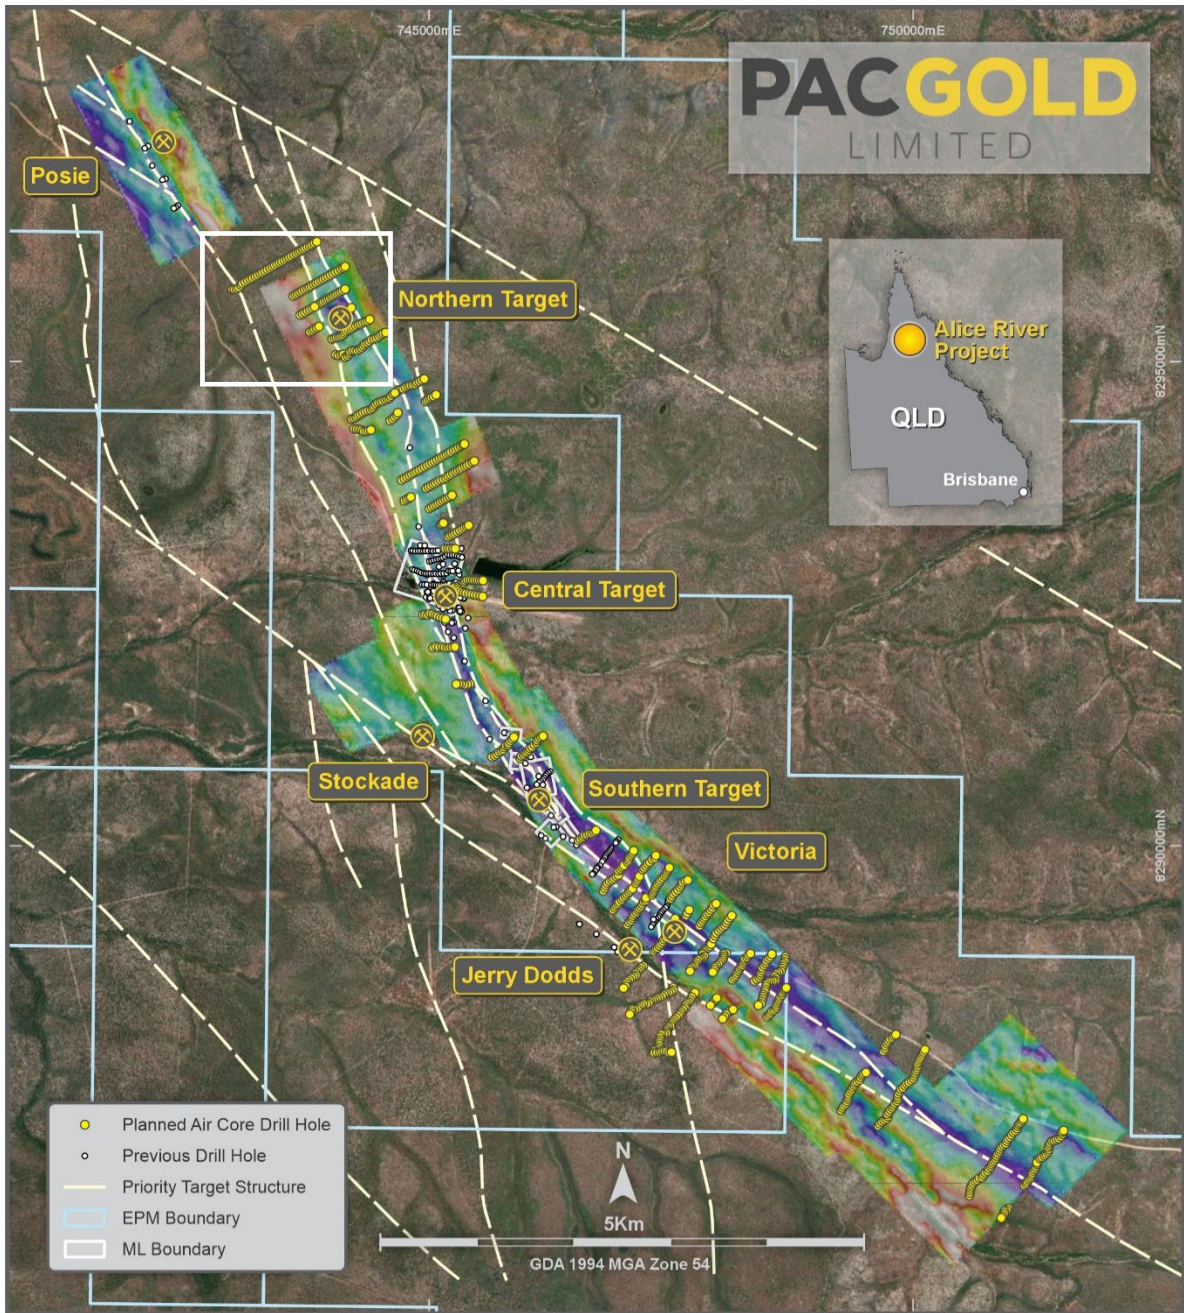 745000mE
750000mE
PACGOLD
LIMITED
Posie
Northern Target
Alice River
Project
8295000mN
QLD
Brisbane
Central Target
Stockade
Southern Target
Victoria
8290000mN
Jerry Dodds
Planned Air Core Drill Hole
Previous Drill Hole
Priority Target Structure
EPM Boundary
ML Boundary
N
5Km
GDA 1994 MGA Zone 54